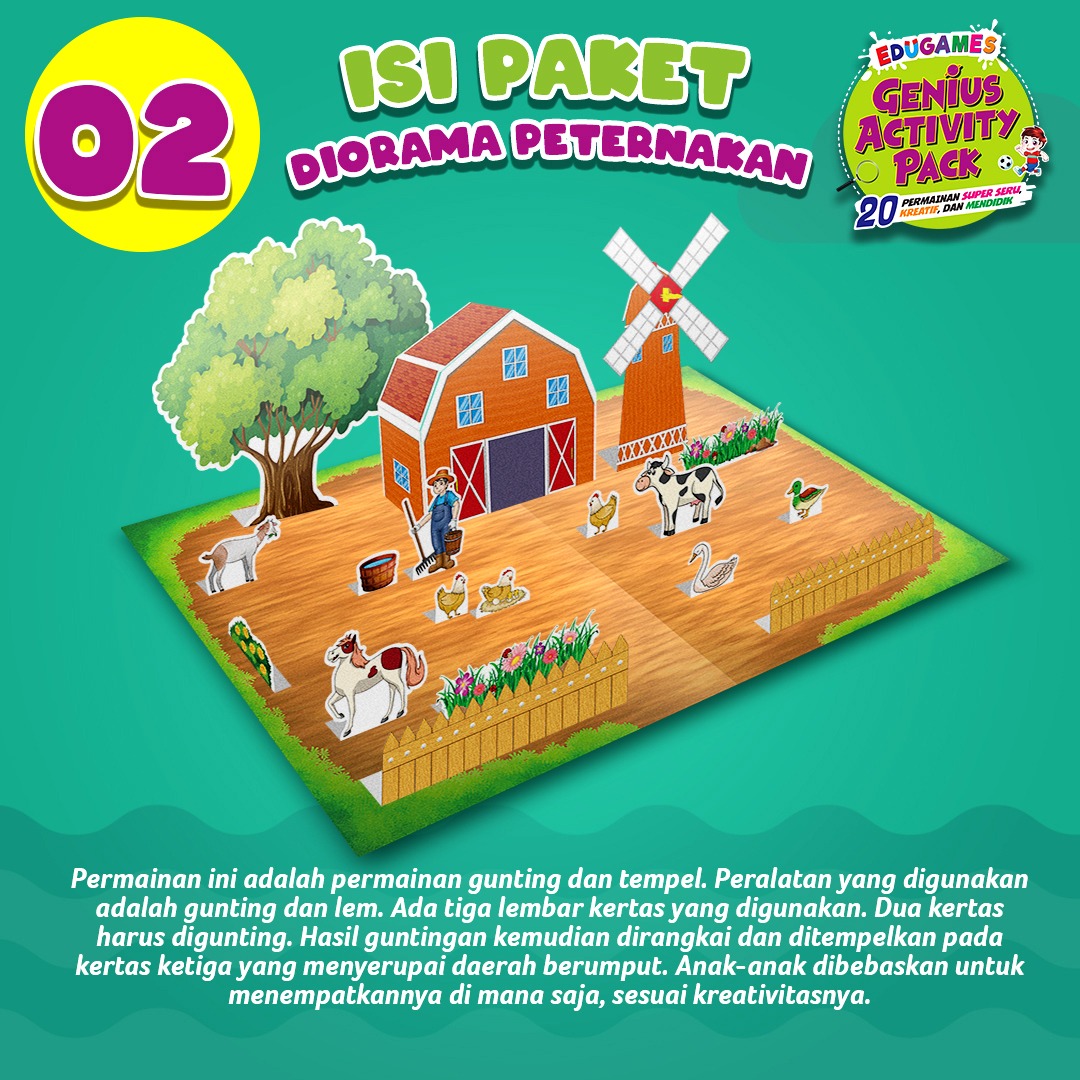 02
ISI PAKET
DIORAMA PETERNAKAN
EDUGAMES
GENIUS
ACTIVITY
PACK
20 PERMAINAN SUPER SERU,
KREATIF, DAN MENDIDIK
Permainan ini adalah permainan gunting dan tempel. Peralatan yang digunakan
adalah gunting dan lem. Ada tiga lembar kertas yang digunakan. Dua kertas
harus digunting. Hasil guntingan kemudian dirangkai dan ditempelkan pada
kertas ketiga yang menyerupai daerah berumput. Anak-anak dibebaskan untuk
menempatkannya di mana saja, sesuai kreativitasnya.